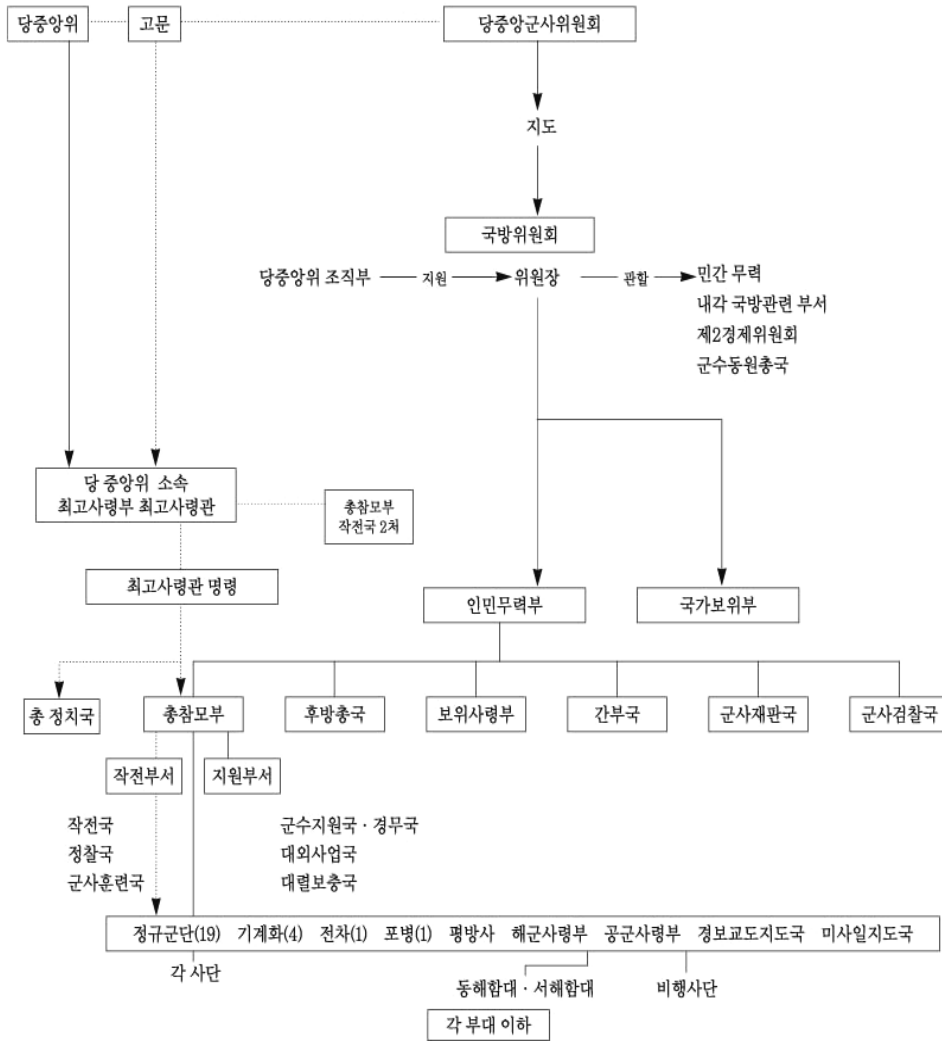 당중앙위 고문 당중앙군사위원회
지도
국방위원회
당중앙위 조직부 지원 위원장 관할 민간 무력
내각 국방관련 부서
제2경제위원회
군수동원총국
당 중앙위 소속
최고사령부 최고사령관
총참모부
작전국 2처
최고사령관 명령
인민무력부 국가보위부
총 정치국 총참모부 후방총국 보위사령부 간부국 군사재판국 군사검찰국
작전부서 지원부서
작전국
정찰국
군사훈련국
군수지원국 · 경무국
대외사업국
대렬보충국
정규군단(19) 기계화(4) 전차(1) 포병(1) 평방사 해군사령부 공군사령부 경보교도지도국 미사일지도국
각 사단
동해함대 · 서해함대 비행사단
각 부대 이하